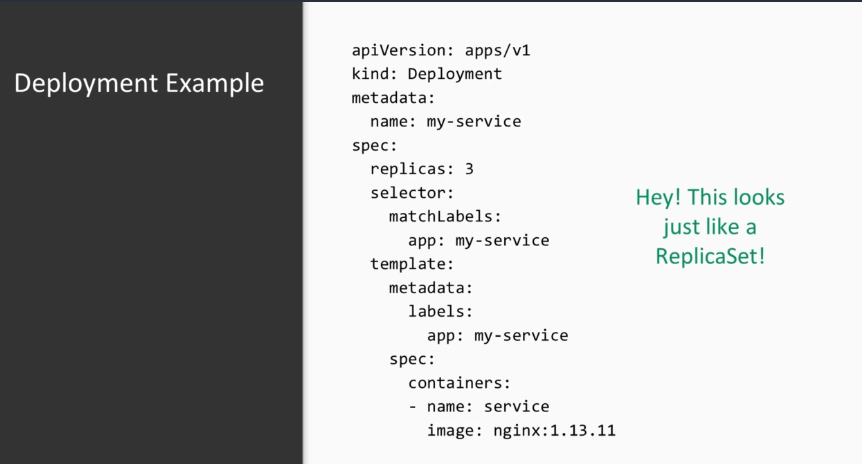 Deployment Example
apiVersion: apps/v1
kind: Deployment
metadata:
  name: my-service
spec:
  replicas: 3
  selector:
    matchLabels:
      app: my-service
  template:
    metadata:
      labels:
        app: my-service
    spec:
      containers:
      - name: service
        image: nginx:1.13.11
Hey! This looks
just like a
ReplicaSet!